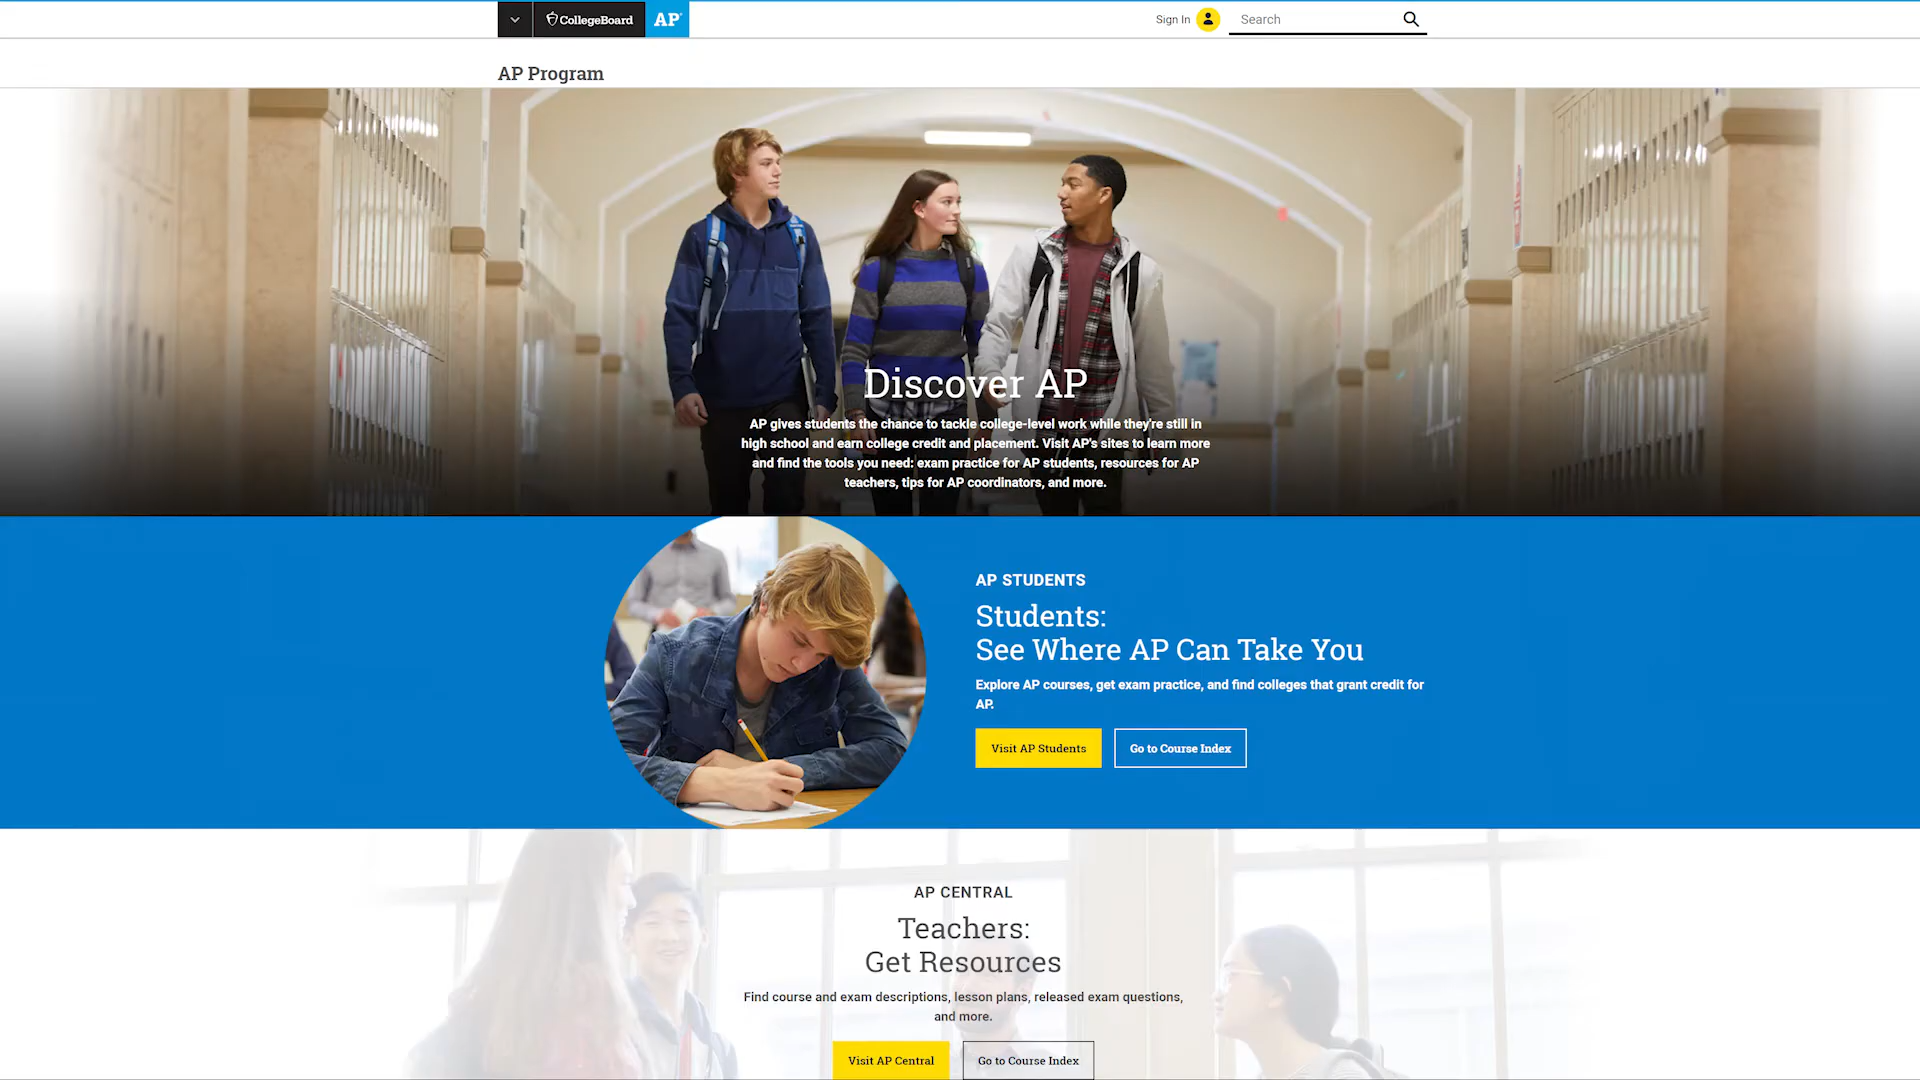 CollegeBoard
AP
Sign In
Search
AP Program
Discover AP
AP gives students the chance to tackle college-level work while they're still in
high school and earn college credit and placement. Visit AP's sites to learn more
and find the tools you need: exam practice for AP students, resources for AP
teachers, tips for AP coordinators, and more.
AP STUDENTS
Students:
See Where AP Can Take You
Explore AP courses, get exam practice, and find colleges that grant credit for
AP.
Visit AP Students
Go to Course Index
AP CENTRAL
Teachers:
Get Resources
Find course and exam descriptions, lesson plans, released exam questions,
and more.
Visit AP Central
Go to Course Index